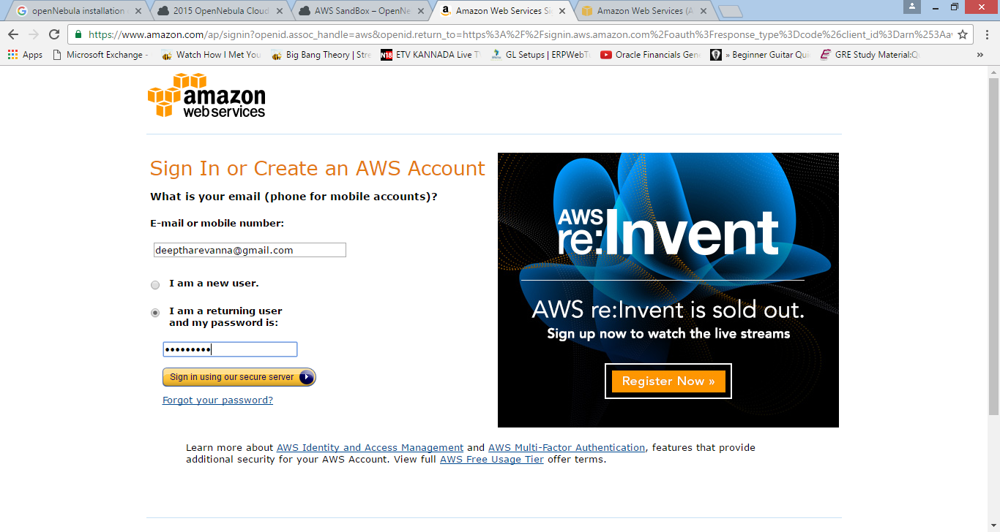 openNebula installation
2015 OpenNebula Cloud
AWS SandBox – OpenNe
Amazon Web Services Si
Amazon Web Services (A
https://www.amazon.com/ap/signin?openid.assoc_handle=aws&openid.return_to=https%3A%2F%2Fsignin.aws.amazon.com%2Foauth%3Fresponse_type%3Dcode%26client_id%3Darn%253Aa
Apps
Microsoft Exchange -
Watch How I Met You
Big Bang Theory | Stre
N18 ETV KANNADA Live T
GL Setups | ERPWebT
Oracle Financials Gen
» Beginner Guitar Qui
GRE Study Material:Q
»
amazon
web services
Sign In or Create an AWS Account
What is your email (phone for mobile accounts)?
E-mail or mobile number:
deeptharevanna@gmail.com
I am a new user.
I am a returning user
and my password is:
•••••••••
Sign in using our secure server
Forgot your password?
AWS
re:Invent
AWS re:Invent is sold out.
Sign up now to watch the live streams
Register Now »
Learn more about AWS Identity and Access Management and AWS Multi-Factor Authentication, features that provide
additional security for your AWS Account. View full AWS Free Usage Tier offer terms.